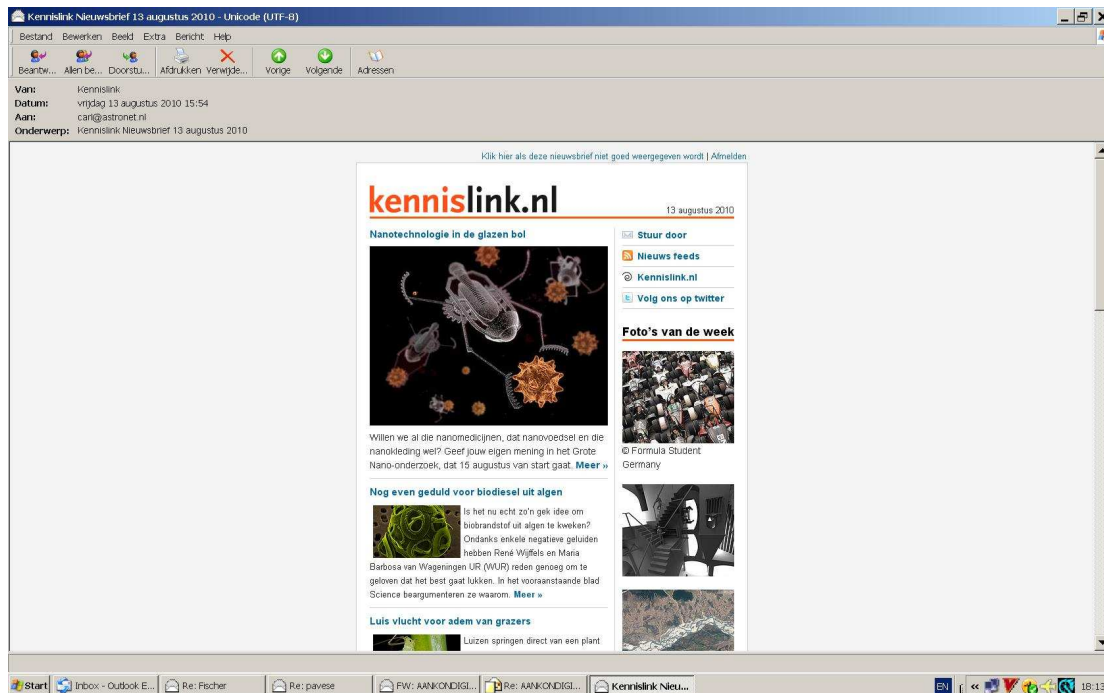 Kennislink Nieuwsbrief 13 augustus 2010 - Unicode (UTF-8)
Bestand Bewerken Beeld Extra Bericht Help
Beantw... Allen be... Doorstu... Afdrukken Verwijde... Vorige Volgende Adressen
Van: Kennislink
Datum: vrijdag 13 augustus 2010 15:54
Aan: carl@astronet.nl
Onderwerp: Kennislink Nieuwsbrief 13 augustus 2010
Klik hier als deze nieuwsbrief niet goed weergegeven wordt | Afmelden
kennislink.nl
13 augustus 2010
Nanotechnologie in de glazen bol
Willen we al die nanomedicijnen, dat nanovoedsel en die
nanokleding wel? Geef jouw eigen mening in het Grote
Nano-onderzoek, dat 15 augustus van start gaat. Meer »
Nog even geduld voor biodiesel uit algen
Is het nu echt zo'n gek idee om
biobrandstof uit algen te kweken?
Ondanks enkele negatieve geluiden
hebben René Wijffels en Maria
Barbosa van Wageningen UR (WUR) reden genoeg om te
geloven dat het best gaat lukken. In het vooraanstaande blad
Science beargumenteren ze waarom. Meer »
Luis vlucht voor adem van grazers
Luizen springen direct van een plant
Stuur door
Nieuws feeds
Kennislink.nl
Volg ons op twitter
Foto's van de week
© Formula Student
Germany
Start Inbox - Outlook E... Re: Fischer Re: pavese FW: AANKONDIGI... Re: AANKONDIGI... Kennislink Nieu... EN « 18:13